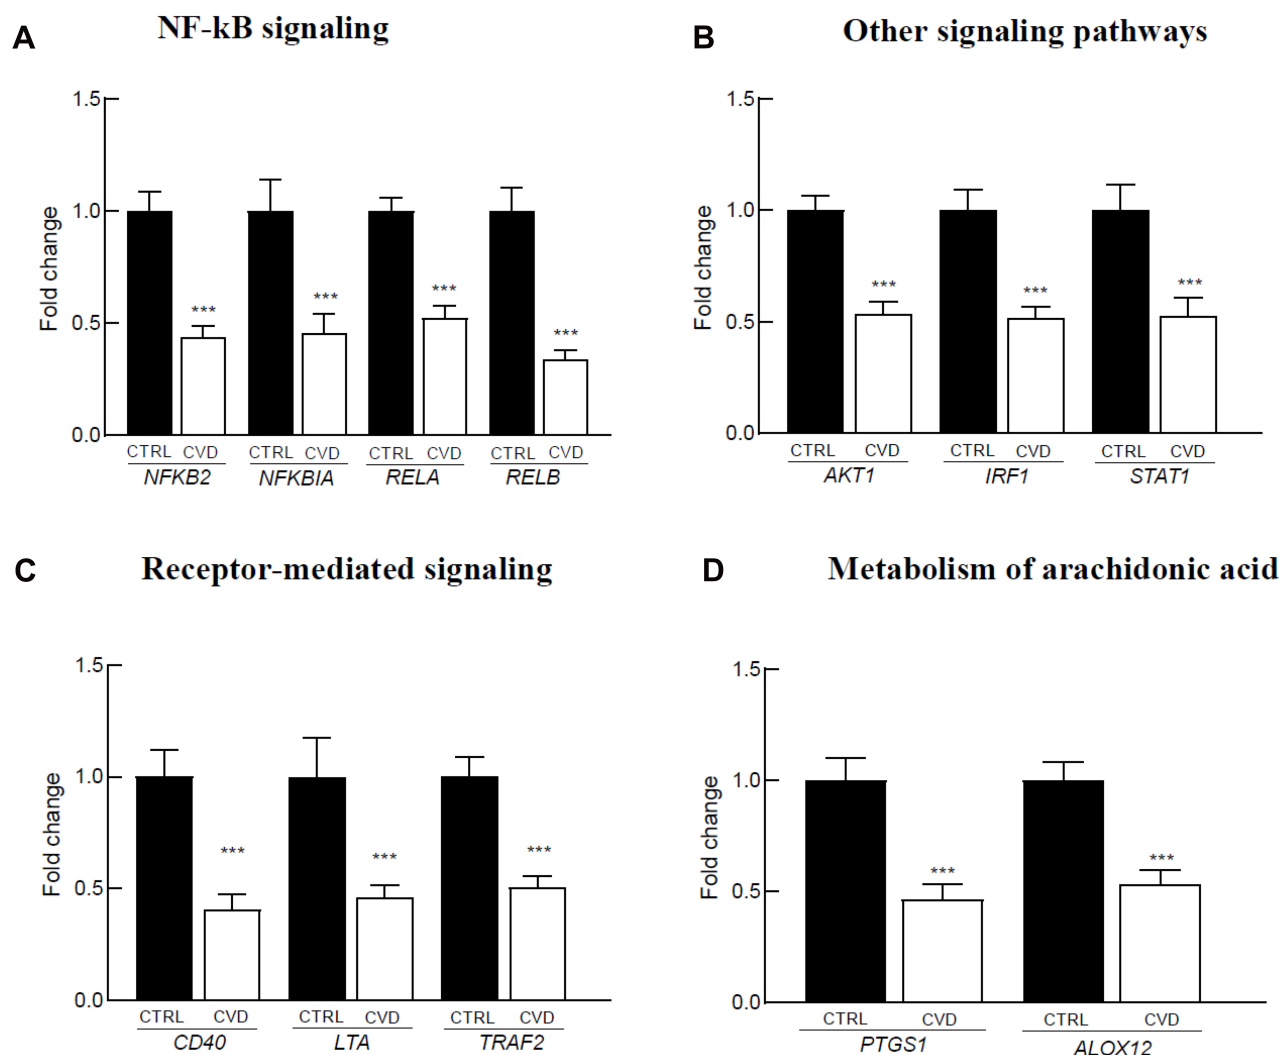 A NF-kB signaling
1.5
1.0
0.5
0.0
Fold change
*** *** *** ***
CTRL CVD CTRL CVD CTRL CVD CTRL CVD
NFKB2 NFKBIA RELA RELB
B Other signaling pathways
1.5
1.0
0.5
0.0
Fold change
*** *** ***
CTRL CVD CTRL CVD CTRL CVD
AKT1 IRF1 STAT1
C Receptor-mediated signaling
1.5
1.0
0.5
0.0
Fold change
*** *** ***
CTRL CVD CTRL CVD CTRL CVD
CD40 LTA TRAF2
D Metabolism of arachidonic acid
1.5
1.0
0.5
0.0
Fold change
*** ***
CTRL CVD CTRL CVD
PTGS1 ALOX12